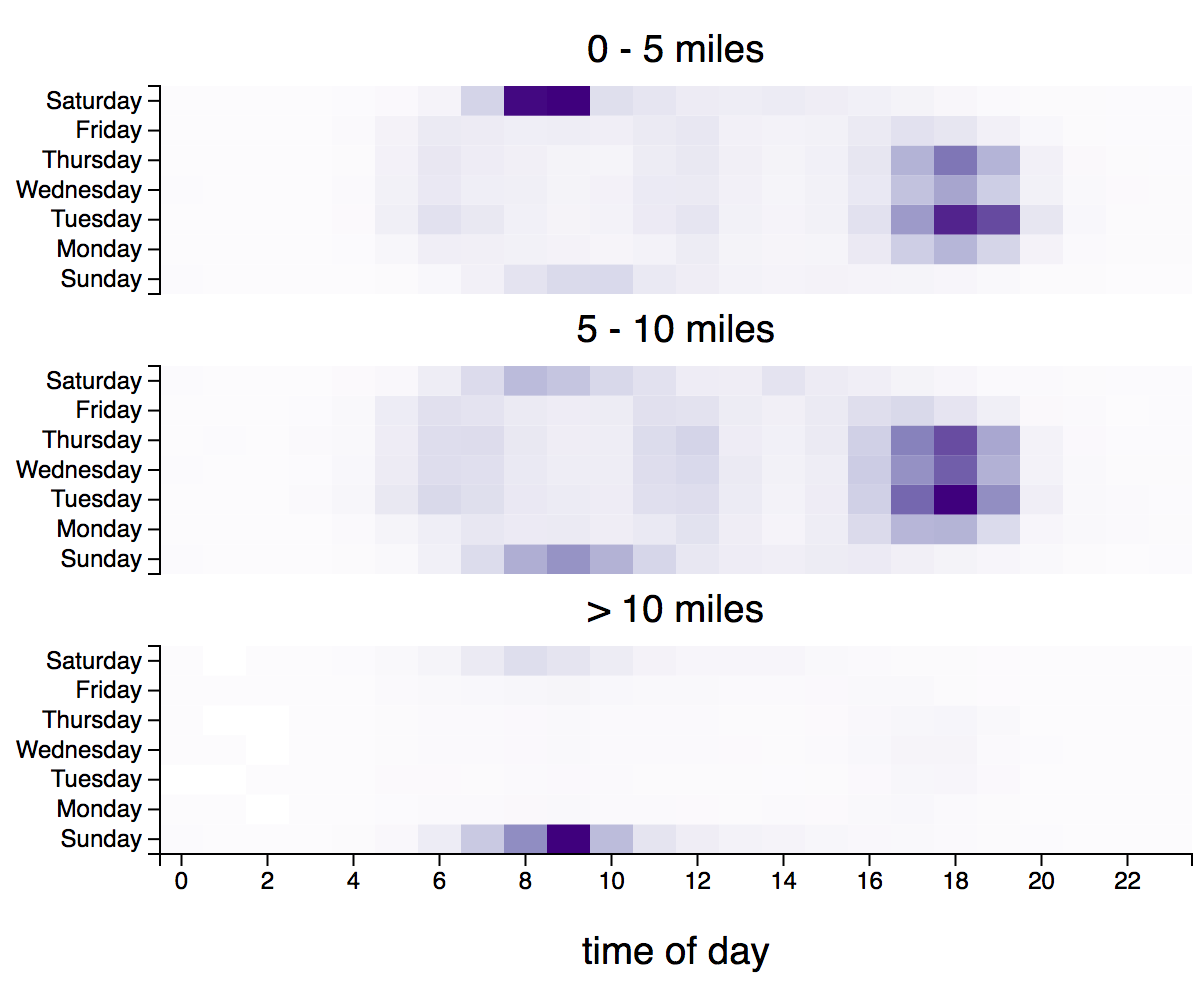 0 - 5 miles
Saturday
Friday
Thursday
Wednesday
Tuesday
Monday
Sunday
5 - 10 miles
Saturday
Friday
Thursday
Wednesday
Tuesday
Monday
Sunday
> 10 miles
Saturday
Friday
Thursday
Wednesday
Tuesday
Monday
Sunday
0 2 4 6 8 10 12 14 16 18 20 22
time of day